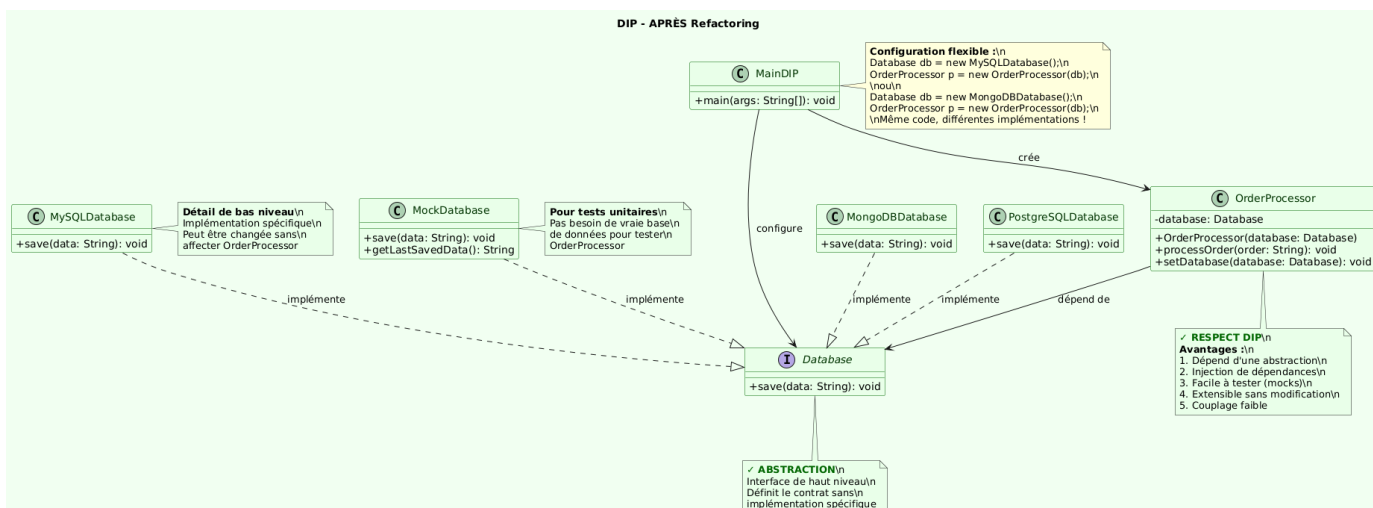 DIP - APRÈS Refactoring
C MainDIP
+main(args: String[]): void
Configuration flexible :\n
Database db = new MySQLDatabase();\n
OrderProcessor p = new OrderProcessor(db);\n
\nou\n
Database db = new MongoDBDatabase();\n
OrderProcessor p = new OrderProcessor(db);\n
\nMême code, différentes implémentations !
crée
configure
C MySQLDatabase
+save(data: String): void
Détail de bas niveau\n
Implémentation spécifique\n
Peut être changée sans\n
affecter OrderProcessor
C MockDatabase
+save(data: String): void
+getLastSavedData(): String
Pour tests unitaires\n
Pas besoin de vraie base\n
de données pour tester\n
OrderProcessor
C MongoDBDatabase
+save(data: String): void
C PostgreSQLDatabase
+save(data: String): void
C OrderProcessor
-database: Database
+OrderProcessor(database: Database)
+processOrder(order: String): void
+setDatabase(database: Database): void
implémente
implémente
implémente
implémente
dépend de
I Database
+save(data: String): void
✓ RESPECT DIP\n
Avantages :\n
1. Dépend d'une abstraction\n
2. Injection de dépendances\n
3. Facile à tester (mocks)\n
4. Extensible sans modification\n
5. Couplage faible
✓ ABSTRACTION\n
Interface de haut niveau\n
Définit le contrat sans\n
implémentation spécifique